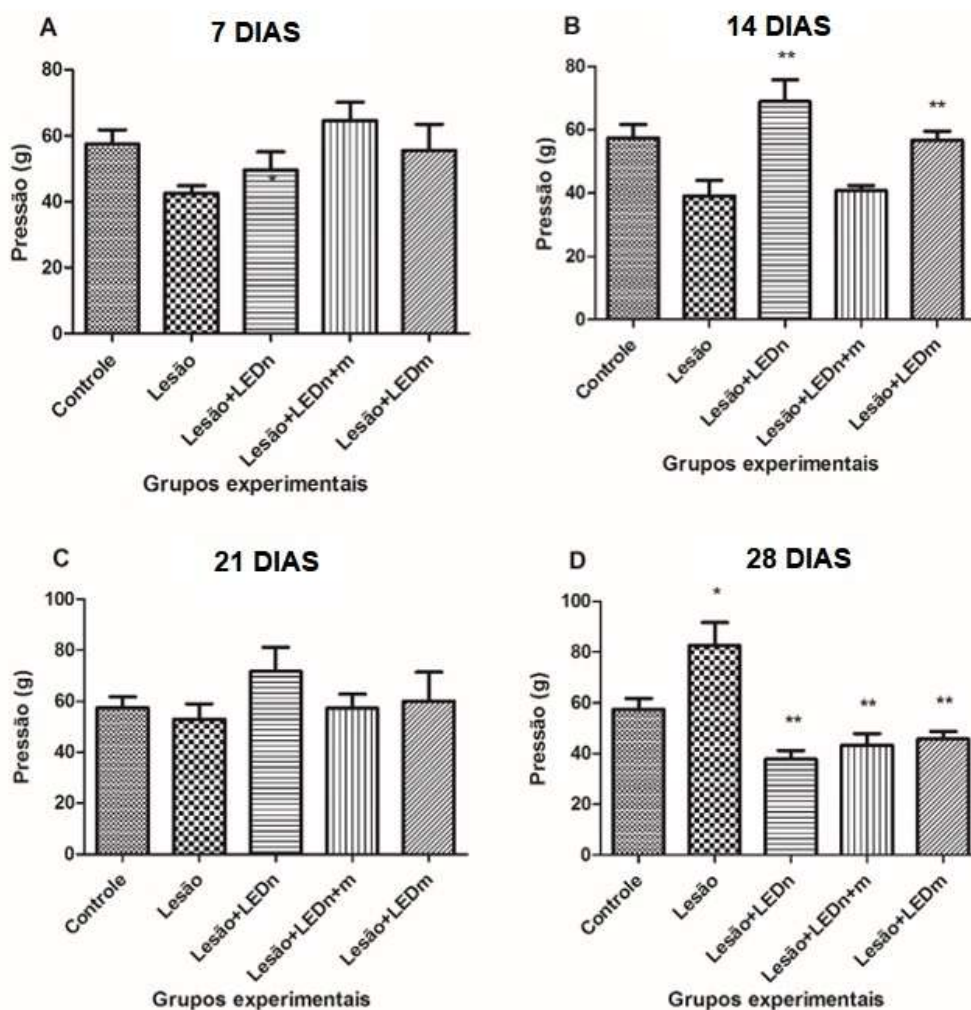 A
7 DIAS
Pressão (g)
80
60
40
20
0
*
Controle
Lesão
Lesão+LEDn
Lesão+LEDn+m
Lesão+LEDm
Grupos experimentais
B
14 DIAS
Pressão (g)
80
60
40
20
0
**
**
Controle
Lesão
Lesão+LEDn
Lesão+LEDn+m
Lesão+LEDm
Grupos experimentais
C
21 DIAS
Pressão (g)
100
80
60
40
20
0
Controle
Lesão
Lesão+LEDn
Lesão+LEDn+m
Lesão+LEDm
Grupos experimentais
D
28 DIAS
Pressão (g)
100
80
60
40
20
0
*
**
**
**
Controle
Lesão
Lesão+LEDn
Lesão+LEDn+m
Lesão+LEDm
Grupos experimentais